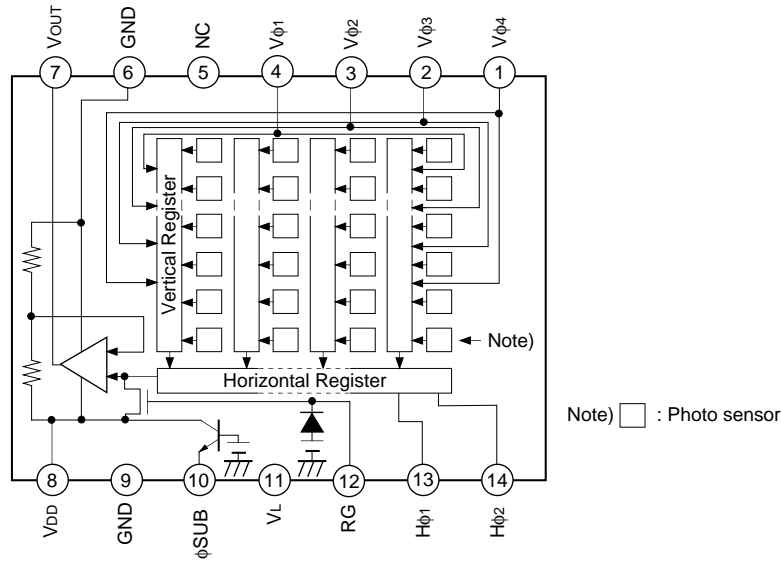 VOUT
GND
NC
Vϕ1
Vϕ2
Vϕ3
Vϕ4
7
6
5
4
3
2
1
Vertical Register
Note)
Horizontal Register
Note) : Photo sensor
8
9
10
11
12
13
14
VDD
GND
ϕSUB
VL
RG
Hϕ1
Hϕ2